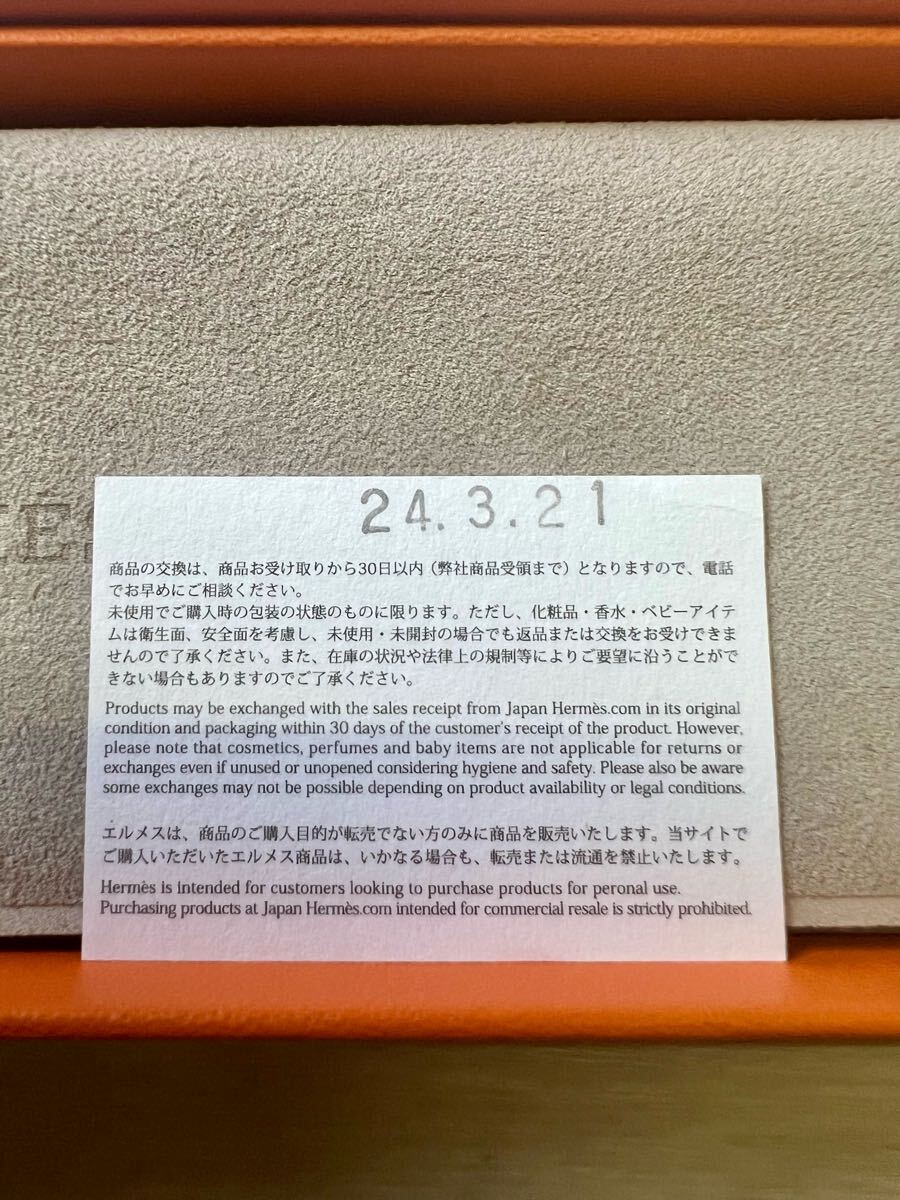 E
24.3.21
商品の交換は、商品お受け取りから30日以内（弊社商品受領まで）となりますので、電話
でお早めにご相談ください。
未使用でご購入時の包装の状態のものに限ります。ただし、化粧品・香水・ベビーアイテ
ムは衛生面、安全面を考慮し、未使用・未開封の場合でも返品または交換をお受けできま
せんので了承ください。また、在庫の状況や法律上の規制等によりご要望に沿うことがで
きない場合もありますのでご了承ください。
Products may be exchanged with the sales receipt from Japan Hermès.com in its original
condition and packaging within 30 days of the customer's receipt of the product. However,
please note that cosmetics, perfumes and baby items are not applicable for returns or
exchanges even if unused or unopened considering hygiene and safety. Please also be aware
some exchanges may not be possible depending on product availability or legal conditions.
エルメスは、商品のご購入目的が転売でない方のみに商品を販売いたします。当サイトで
ご購入いただいたエルメス商品は、いかなる場合も、転売または流通を禁止いたします。
Hermès is intended for customers looking to purchase products for peronal use.
Purchasing products at Japan Hermès.com intended for commercial resale is strictly prohibited.